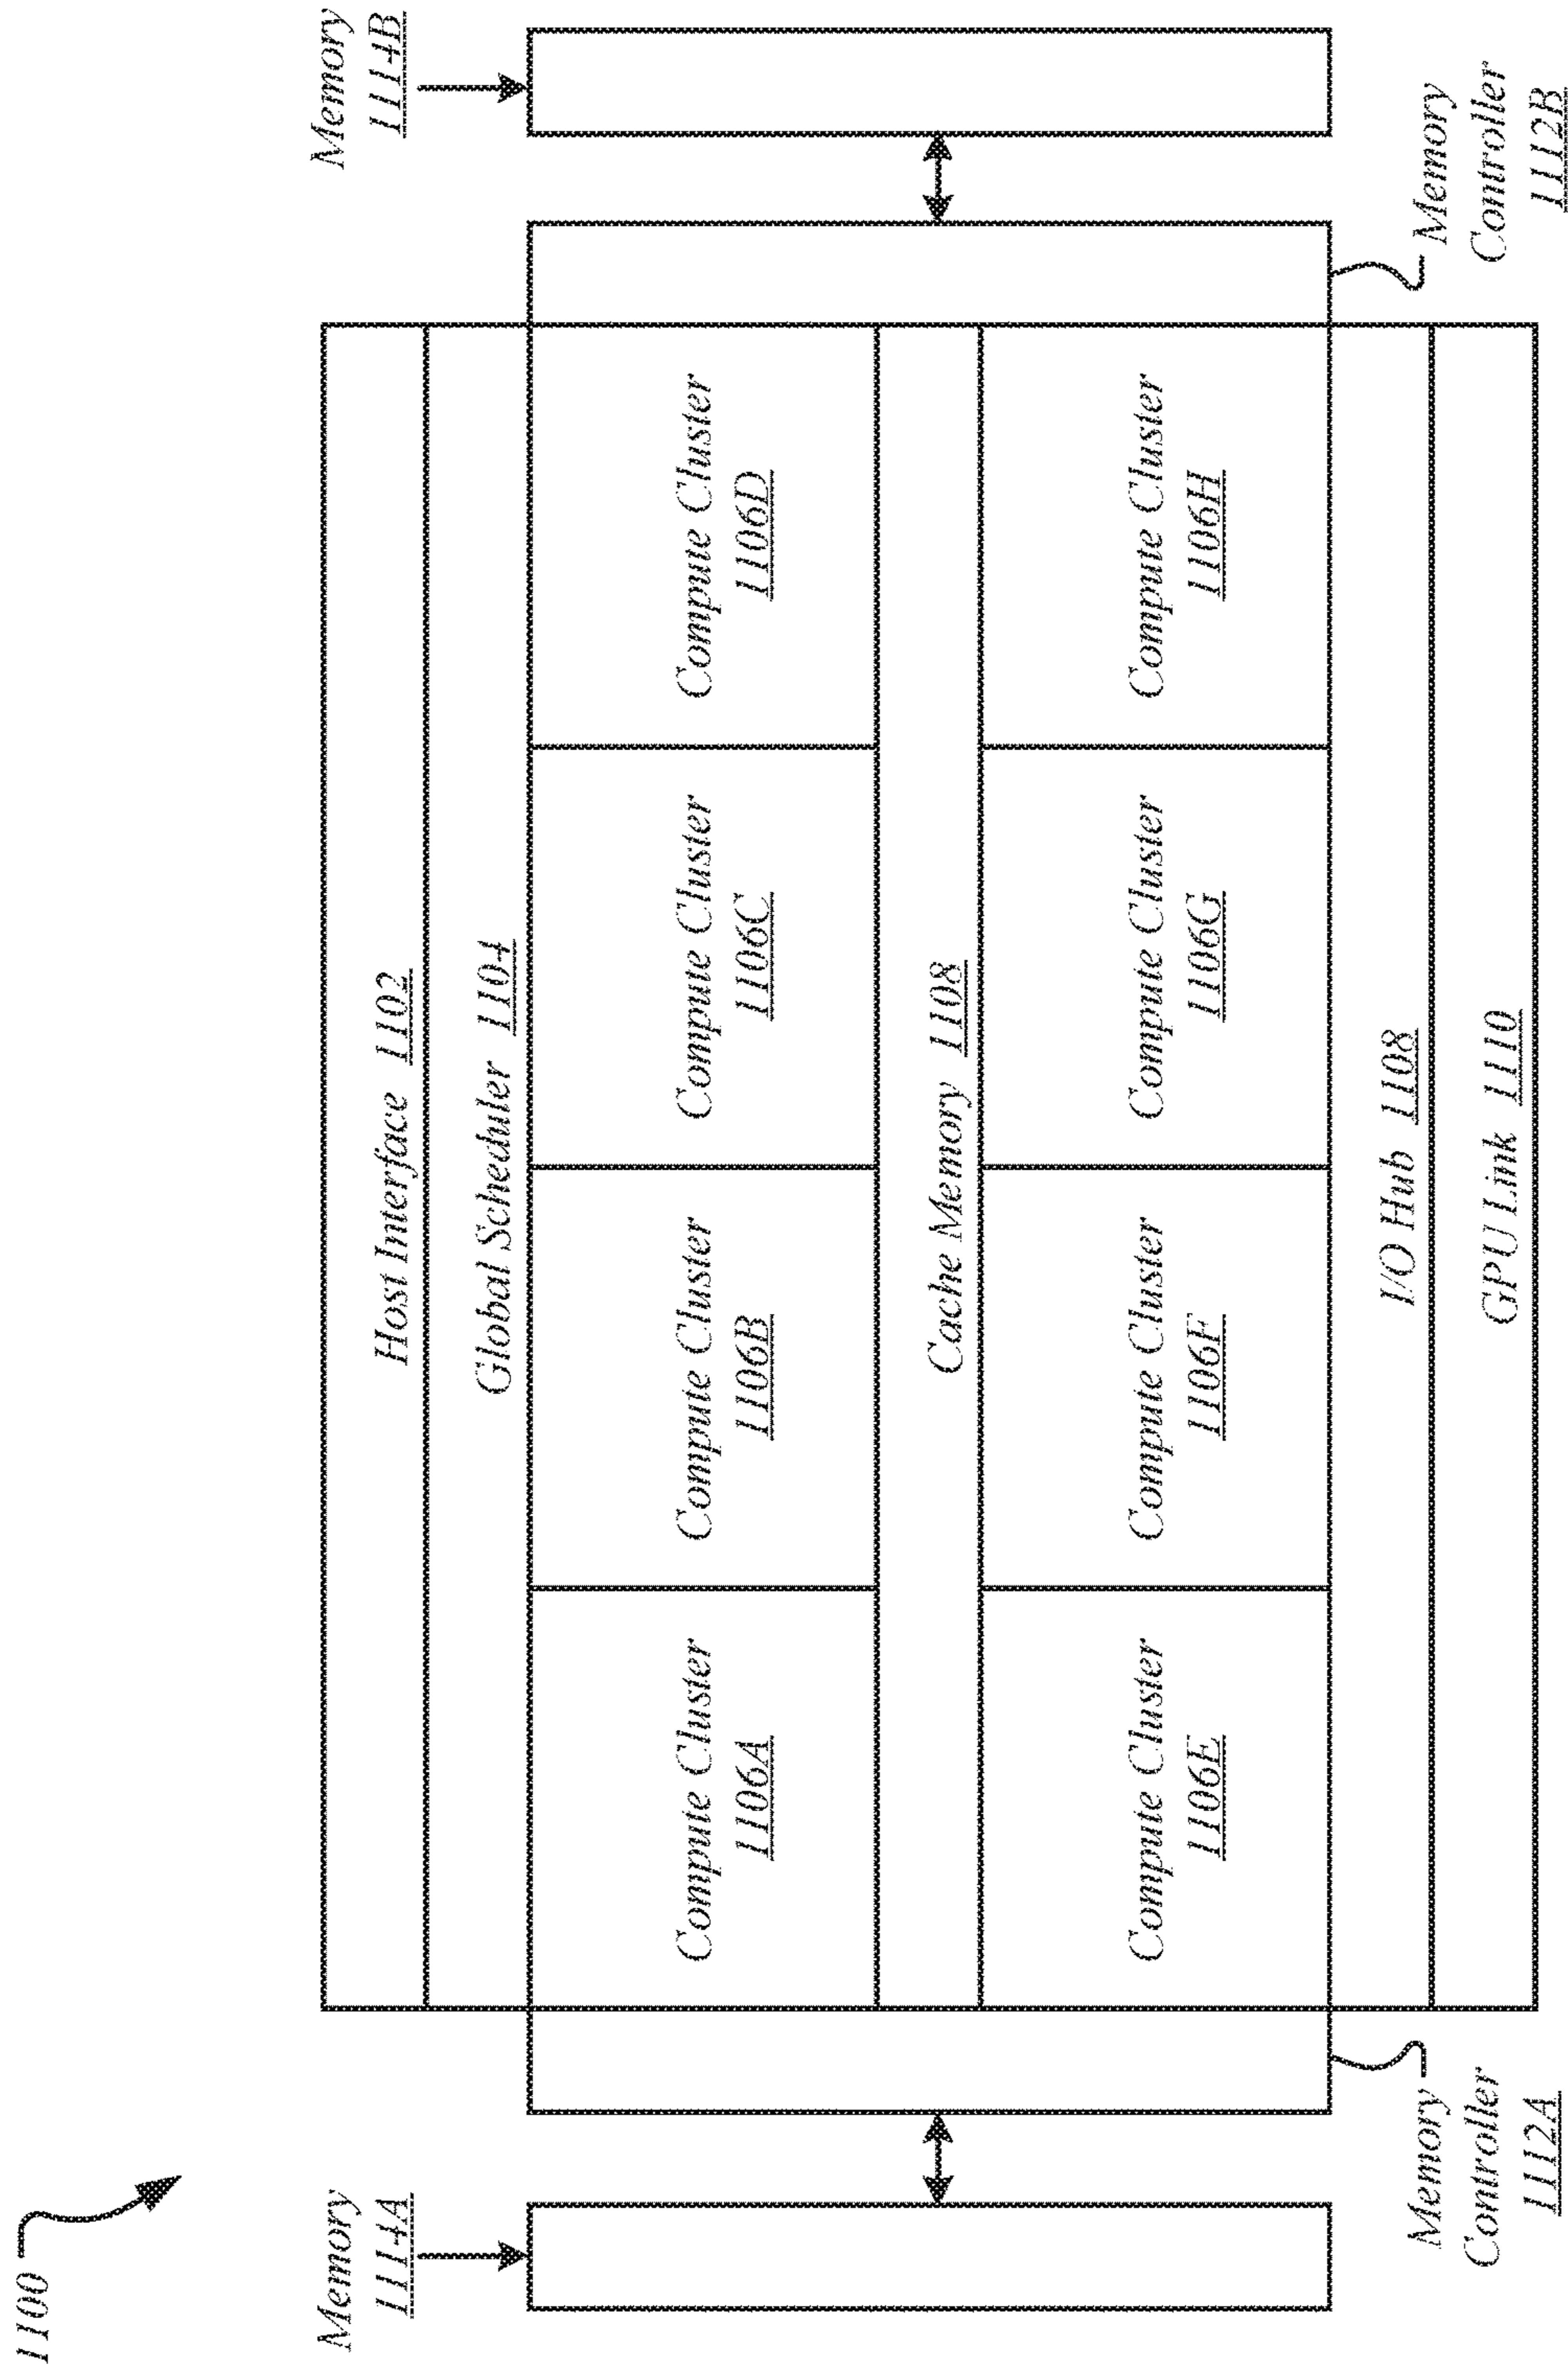 1100
Memory
1114A
Memory
1114B
Host Interface 1102
Global Scheduler 1104
Compute Cluster
1106A
Compute Cluster
1106B
Compute Cluster
1106C
Compute Cluster
1106D
Cache Memory 1108
Compute Cluster
1106E
Compute Cluster
1106F
Compute Cluster
1106G
Compute Cluster
1106H
I/O Hub 1108
GPU Link 1110
Memory
Controller
1112A
Memory
Controller
1112B